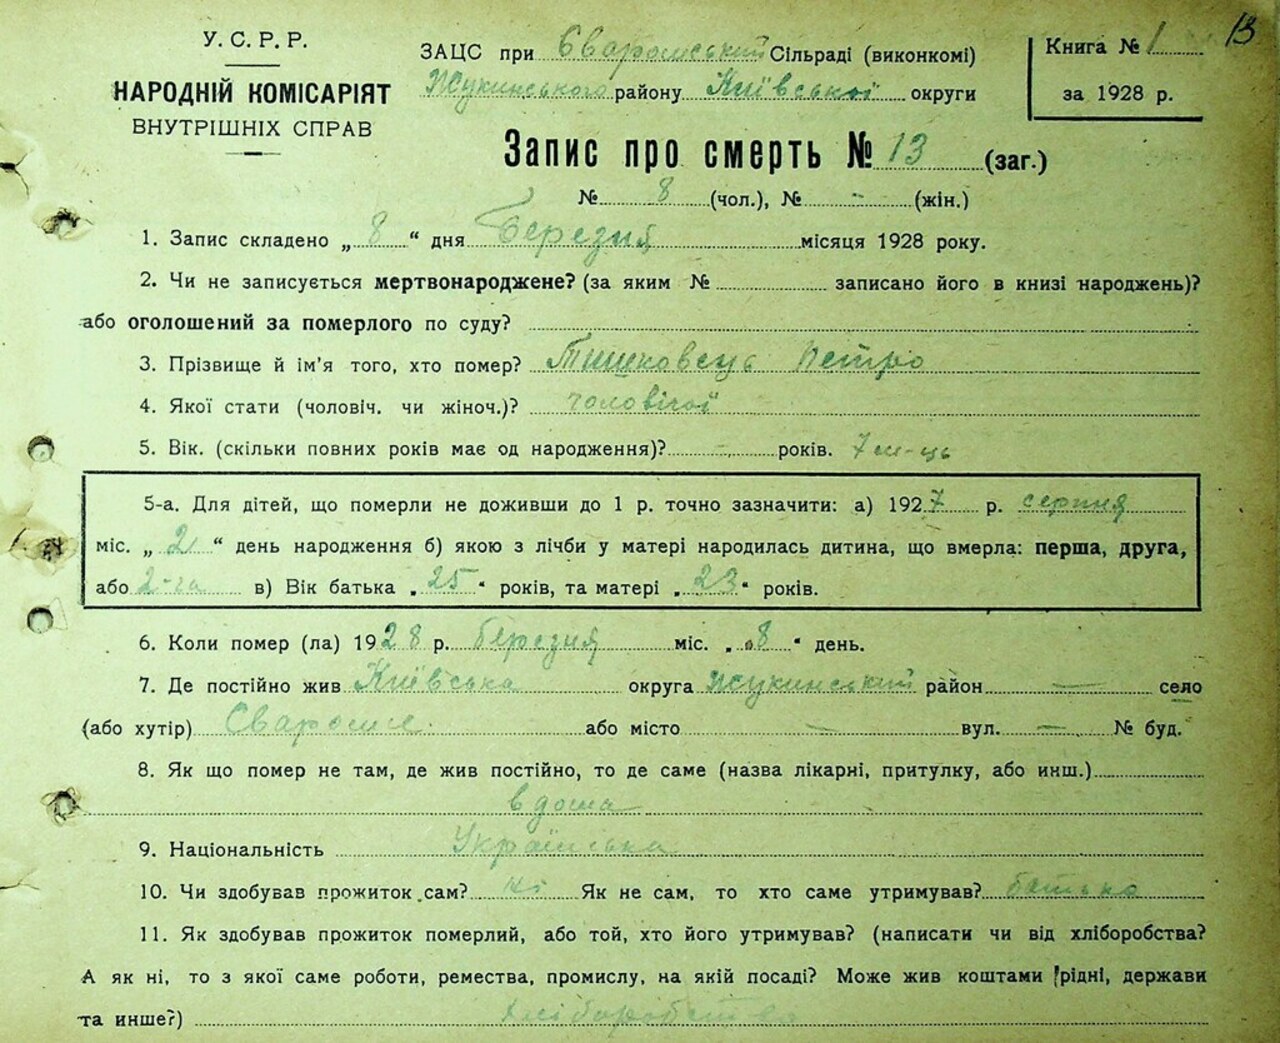 13
У. С. Р. Р.
НАРОДНІЙ КОМІСАРІЯТ
ВНУТРІШНІХ СПРАВ
ЗАЦС при Сваромський Сільраді (виконкомі)
Жукинського району Київської округи
Книга № 1
за 1928 р.
Запис про смерть № 13 (заг.)
№ 8 (чол.), № - (жін.)
1. Запис складено „ 8 “ дня Березня місяця 1928 року.
2. Чи не записується мертвонароджене? (за яким № записано його в книзі народжень)?
або оголошений за померлого по суду?
3. Прізвище й ім’я того, хто помер? Тишковець Петро
4. Якої стати (чоловіч. чи жіноч.)? чоловічої
5. Вік. (скільки повних років має од народження)? - років. 7 м-ць
5-а. Для дітей, що померли не доживши до 1 р. точно зазначити: а) 1927 р. серпня
міс. „ 21 “ день народження б) якою з лічби у матері народилась дитина, що вмерла: перша, друга,
або 2-га в) Вік батька „ 25 “ років, та матері „ 23 “ років.
6. Коли помер (ла) 1928 р. березня міс. „ 8 “ день.
7. Де постійно жив Київська округа Жукинський район — село
(або хутір) Сваромле або місто — вул. — № буд.
8. Як що помер не там, де жив постійно, то де саме (назва лікарні, притулку, або инш.)
вдома
9. Національність Українська
10. Чи здобував прожиток сам? ні Як не сам, то хто саме утримував? батько
11. Як здобував прожиток померлий, або той, хто його утримував? (написати чи від хліборобства?
А як ні, то з якої саме роботи, ремества, промислу, на якій посаді? Може жив коштами рідні, держави
та инше?) хліборобство